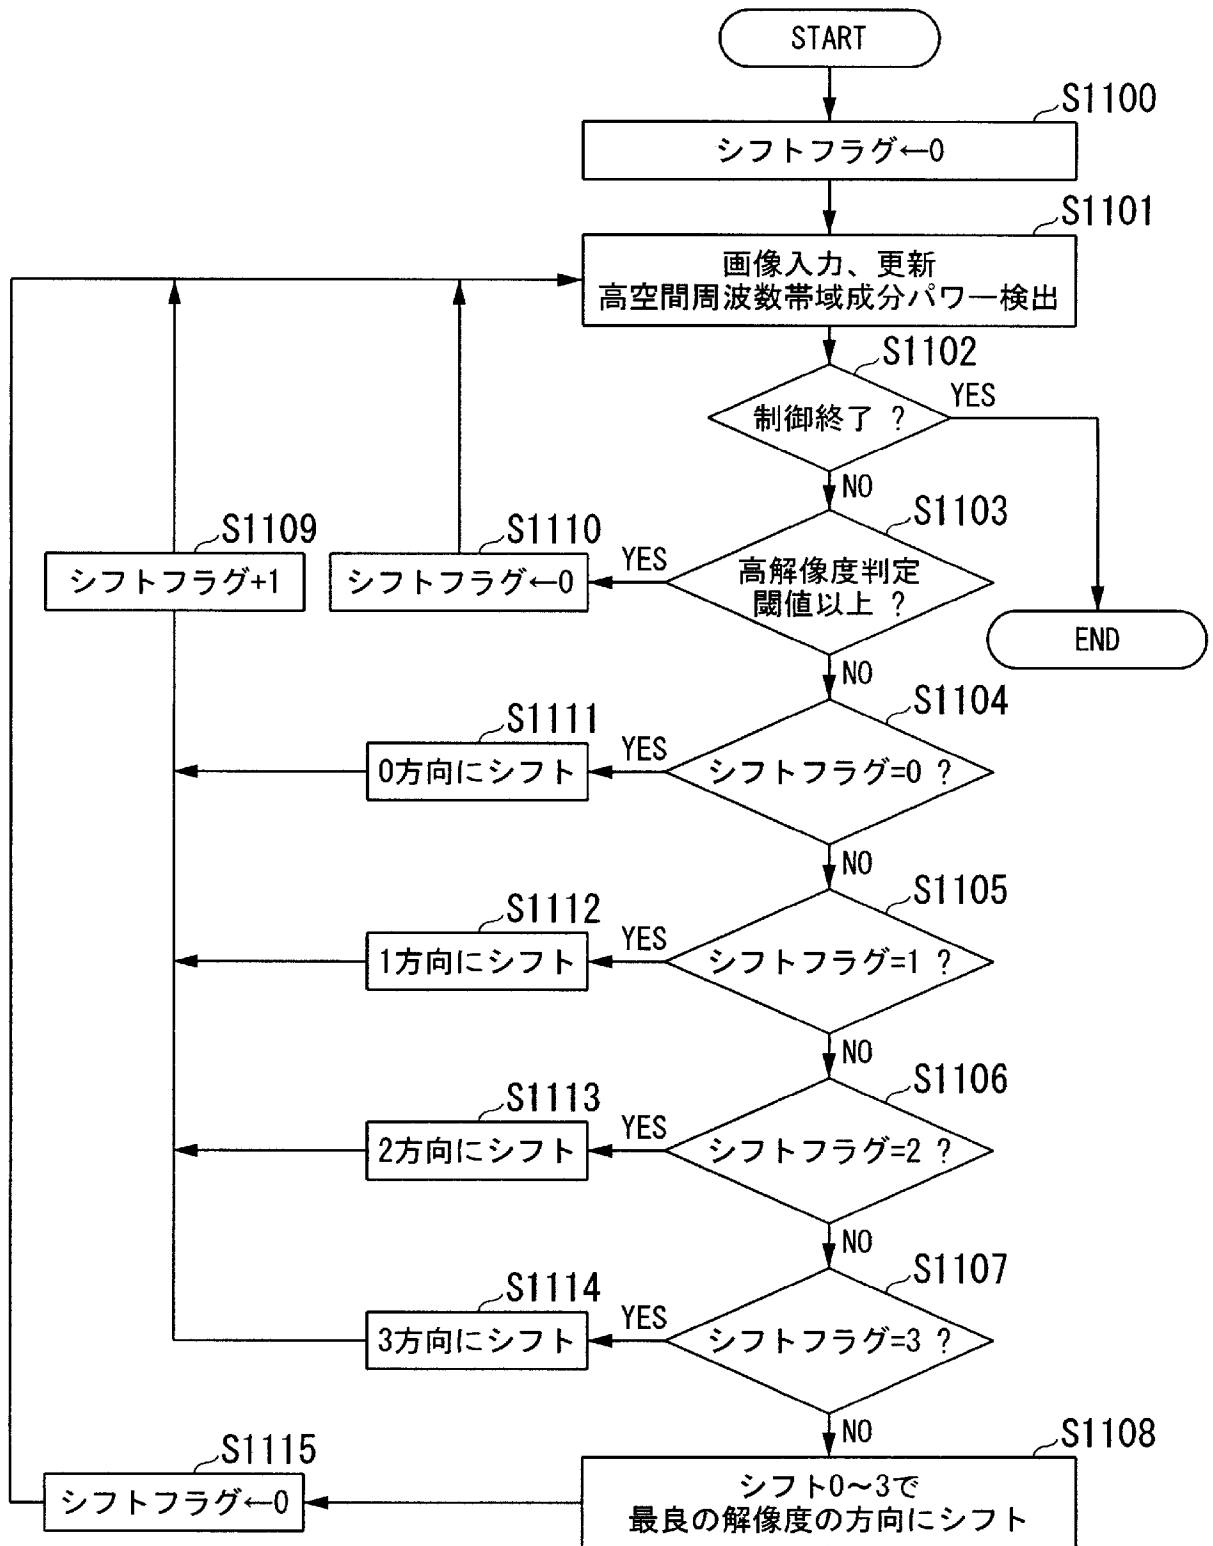 START
S1100
シフトフラグ←0
S1101
画像入力、更新
高空間周波数帯域成分パワー検出
S1102
制御終了 ?
YES
NO
S1103
高解像度判定
閾値以上 ?
YES
S1110
シフトフラグ←0
S1109
シフトフラグ+1
END
NO
S1104
シフトフラグ=0 ?
YES
S1111
0方向にシフト
NO
S1105
シフトフラグ=1 ?
YES
S1112
1方向にシフト
NO
S1106
シフトフラグ=2 ?
YES
S1113
2方向にシフト
NO
S1107
シフトフラグ=3 ?
YES
S1114
3方向にシフト
NO
S1108
シフト0~3で
最良の解像度の方向にシフト
S1115
シフトフラグ←0